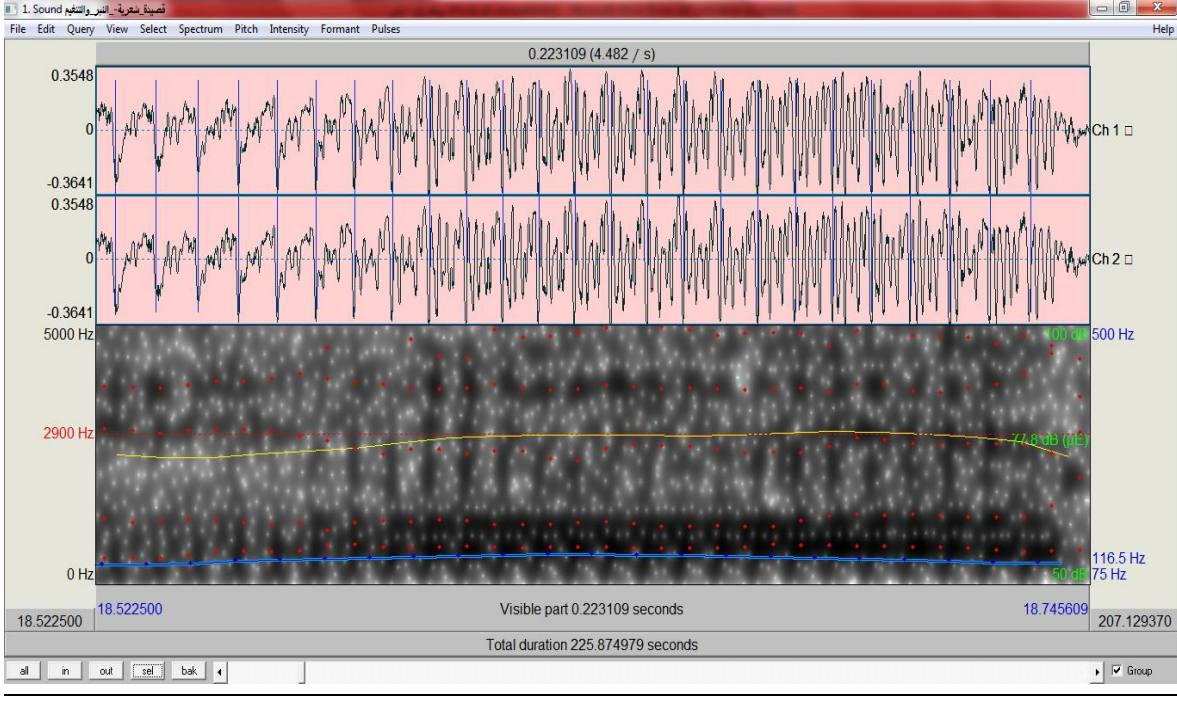 1. Sound قصيدة_شعرية-_النبر_والتنغيم
File Edit Query View Select Spectrum Pitch Intensity Formant Pulses Help
0.223109 (4.482 / s)
0.3548
0
Ch 1
-0.3641
0.3548
0
Ch 2
-0.3641
5000 Hz 100 dB 500 Hz
2900 Hz 77.8 dB (µE)
116.5 Hz
0 Hz 50 dB 75 Hz
18.522500 Visible part 0.223109 seconds 18.745609
18.522500 207.129370
Total duration 225.874979 seconds
all in out sel bak Group